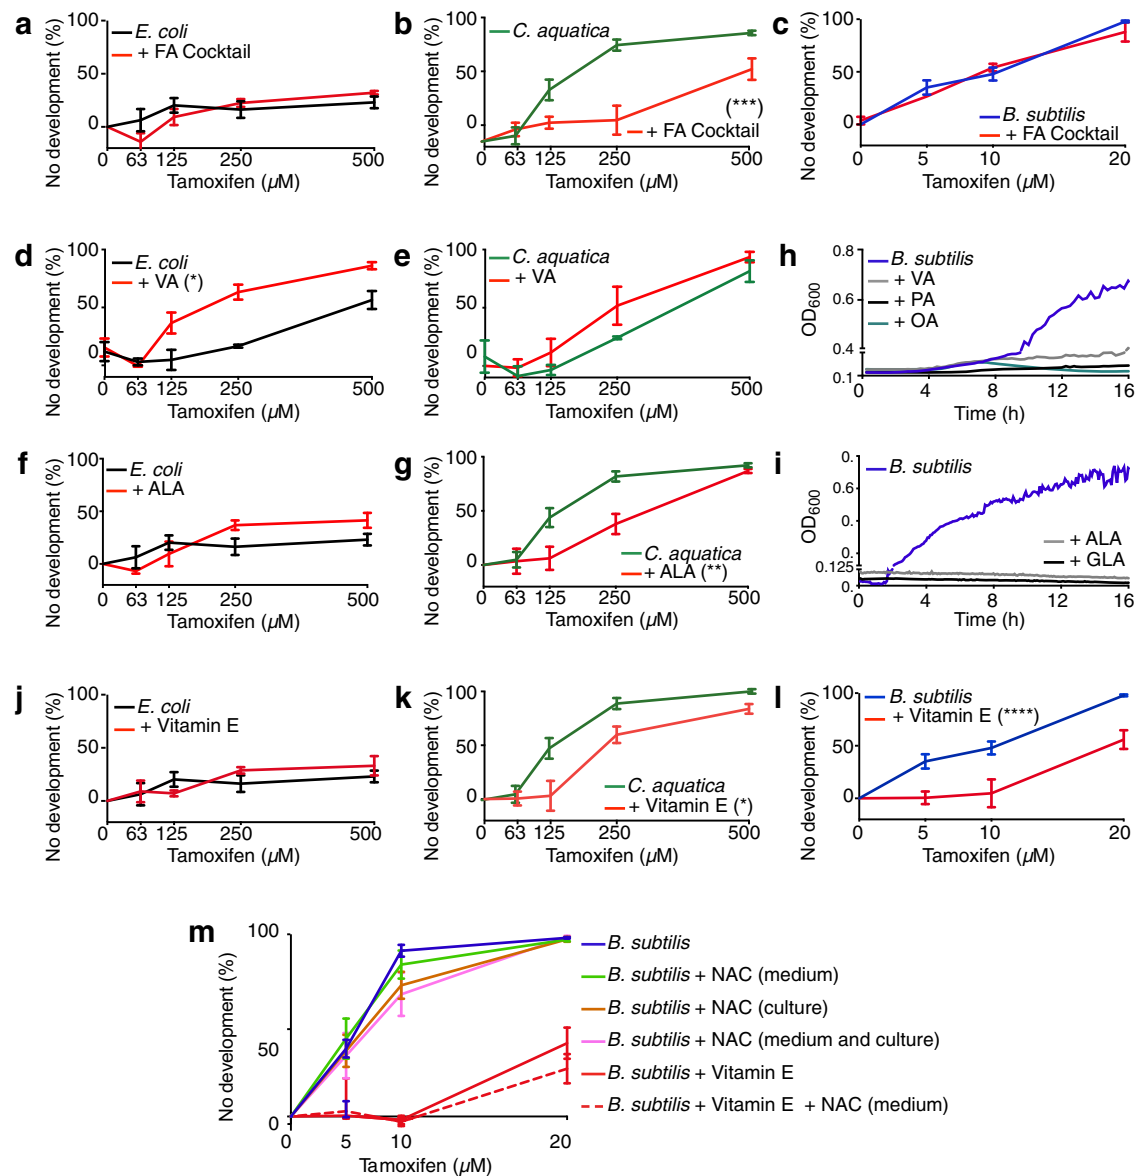 a
No development (%)
100
50
0
E. coli
+ FA Cocktail
0 63 125 250 500
Tamoxifen (µM)
b
No development (%)
100
50
0
C. aquatica
(***)
+ FA Cocktail
0 63 125 250 500
Tamoxifen (µM)
c
No development (%)
100
50
0
B. subtilis
+ FA Cocktail
0 5 10 20
Tamoxifen (µM)
d
No development (%)
100
50
0
E. coli
+ VA (*)
0 63 125 250 500
Tamoxifen (µM)
e
No development (%)
100
50
0
C. aquatica
+ VA
0 63 125 250 500
Tamoxifen (µM)
h
OD600
0.8
0.6
0.4
0.1
B. subtilis
+ VA
+ PA
+ OA
0 4 8 12 16
Time (h)
f
No development (%)
100
50
0
E. coli
+ ALA
0 63 125 250 500
Tamoxifen (µM)
g
No development (%)
100
50
0
C. aquatica
+ ALA (**)
0 63 125 250 500
Tamoxifen (µM)
i
OD600
0.
0.6
0.
0.
0.125
0.
B. subtilis
+ ALA
+ GLA
0 4 8 12 16
Time (h)
j
No development (%)
100
50
0
E. coli
+ Vitamin E
0 63 125 250 500
Tamoxifen (µM)
k
No development (%)
100
50
0
C. aquatica
+ Vitamin E (*)
0 63 125 250 500
Tamoxifen (µM)
l
No development (%)
100
50
0
B. subtilis
+ Vitamin E (****)
0 5 10 20
Tamoxifen (µM)
m
No development (%)
100
50
0
0 5 10 20
Tamoxifen (µM)
B. subtilis
B. subtilis + NAC (medium)
B. subtilis + NAC (culture)
B. subtilis + NAC (medium and culture)
B. subtilis + Vitamin E
B. subtilis + Vitamin E + NAC (medium)